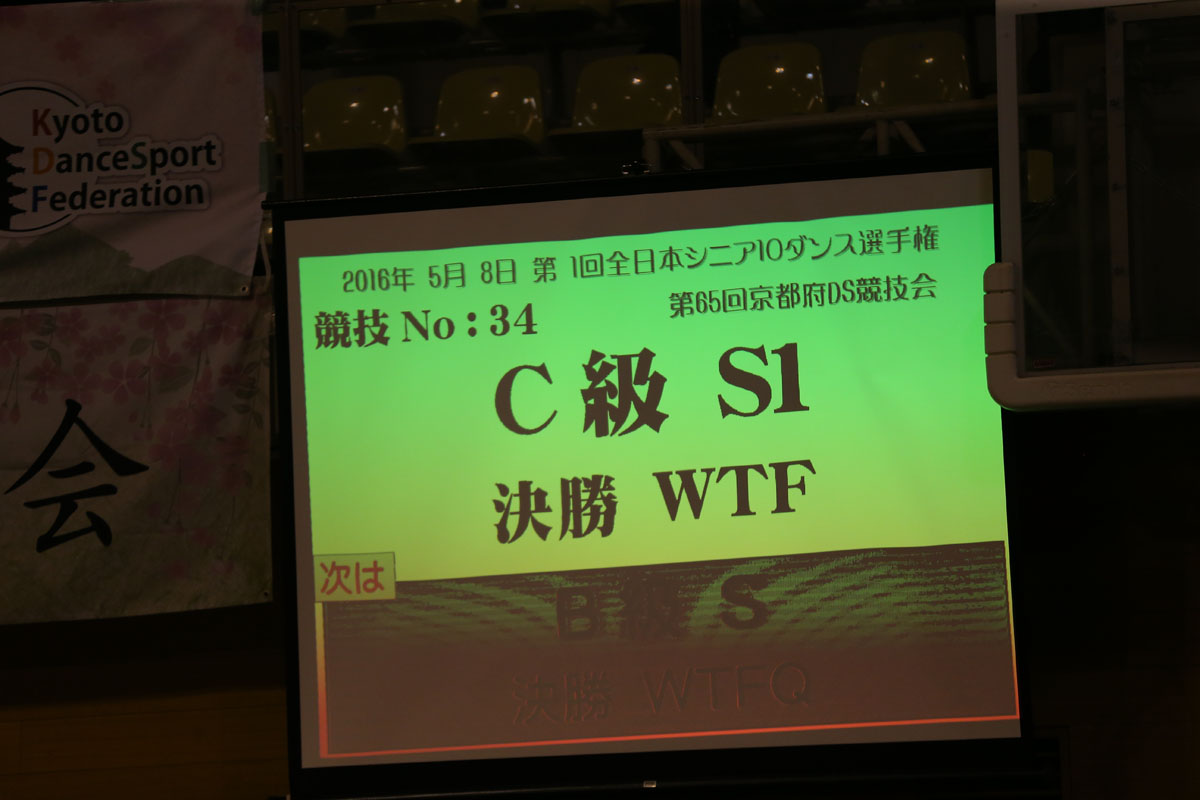 Kyoto
DanceSport
Federation
会
2016年 5月 8日 第 1回全日本シニア10ダンス選手権
第65回京都府DS競技会
競技 No：34
C 級 S1
決勝 WTF
次は
B級 S
決勝 WTFQ